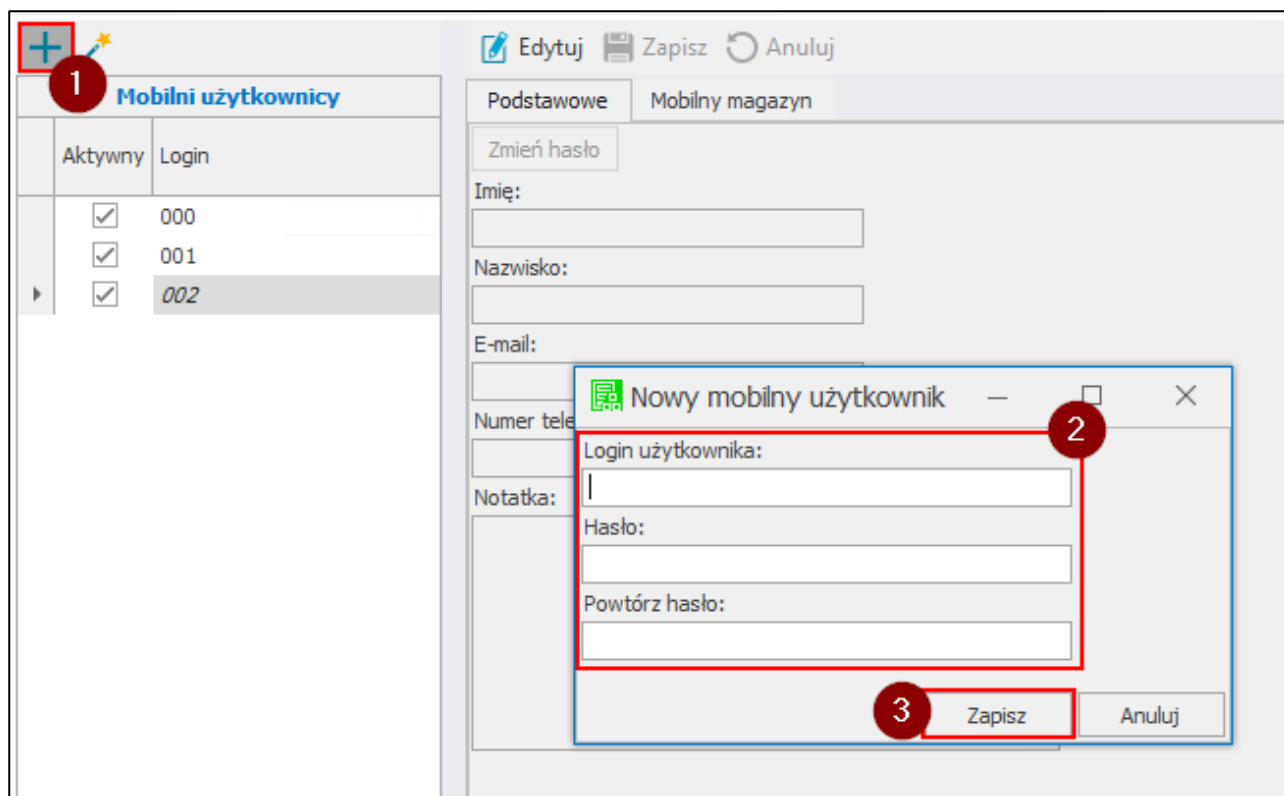 Edytuj Zapisz Anuluj
1
Mobilni użytkownicy
Podstawowe Mobilny magazyn
Aktywny Login
Zmień hasło
Imię:
000
001
Nazwisko:
002
E-mail:
Nowy mobilny użytkownik
Numer tele
2
Login użytkownika:
Notatka:
Hasło:
Powtórz hasło:
3
Zapisz Anuluj